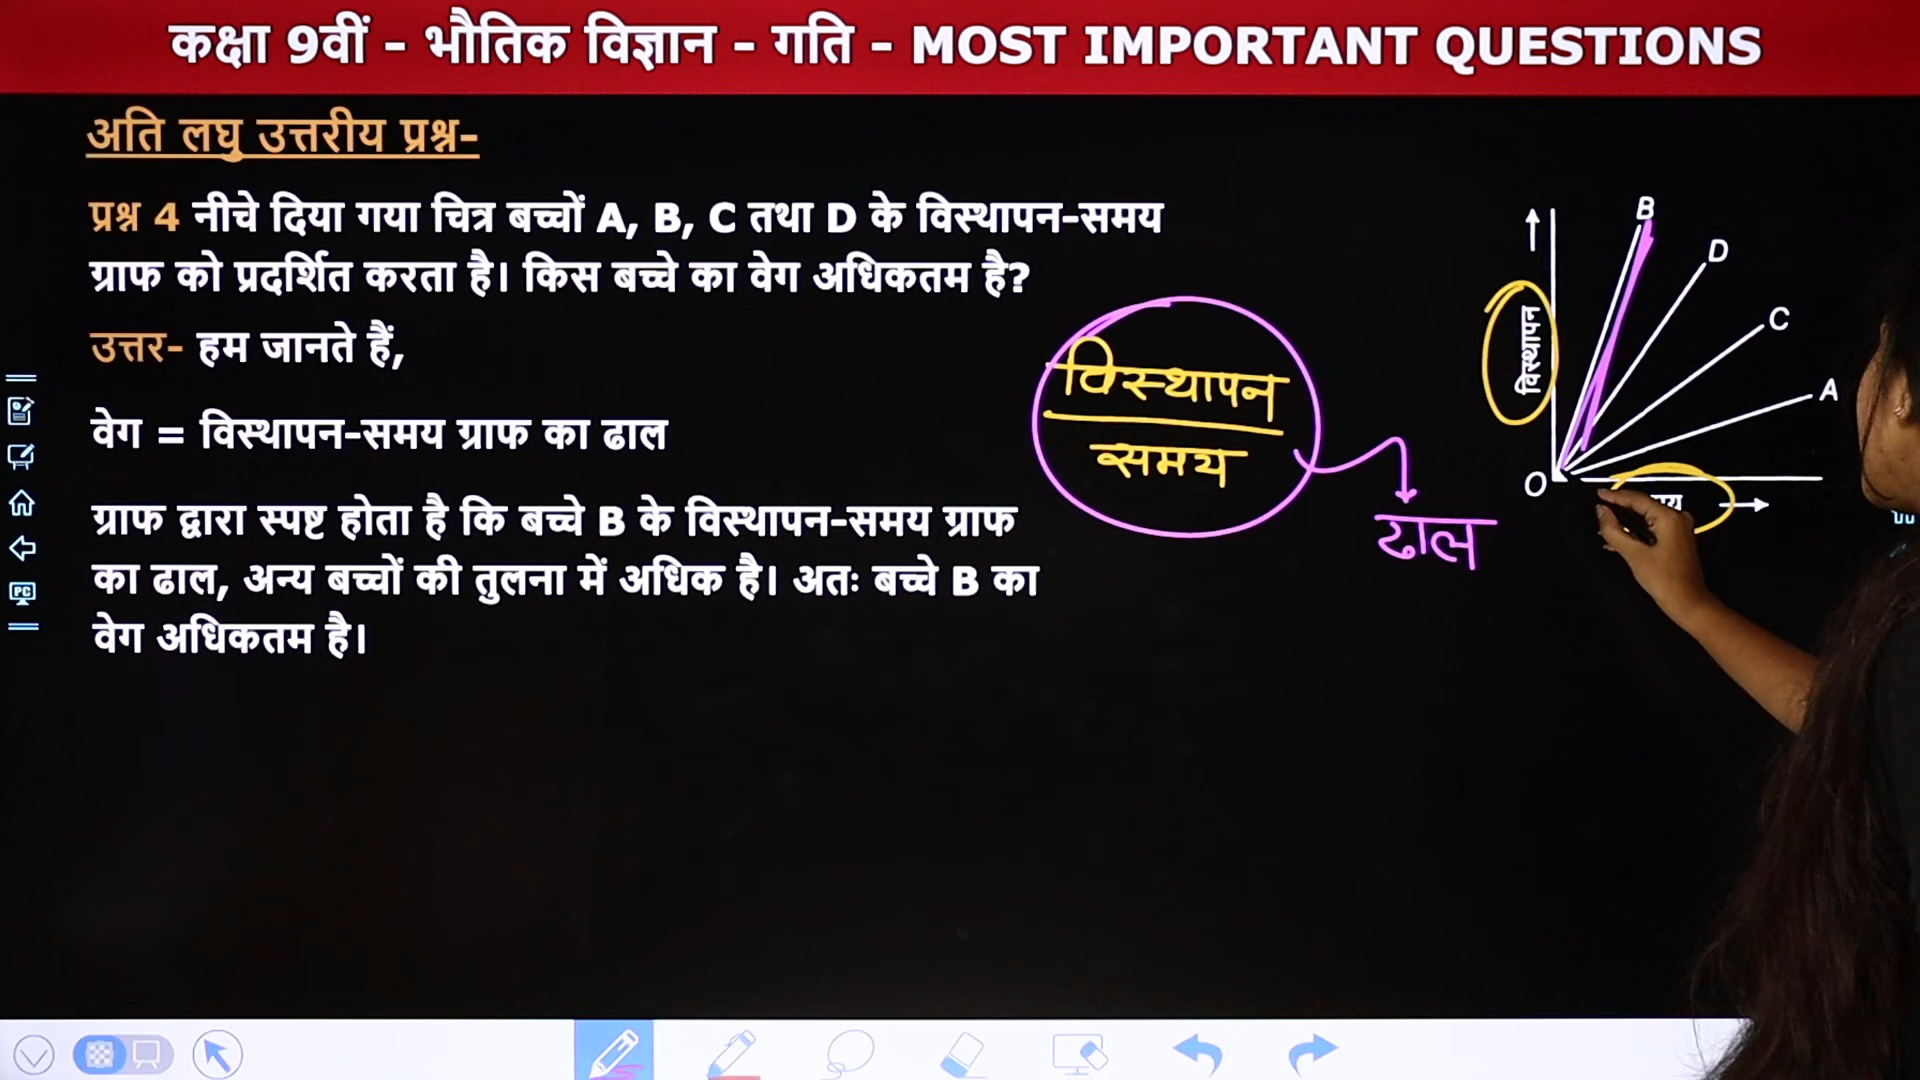 कक्षा 9वीं - भौतिक विज्ञान - गति - MOST IMPORTANT QUESTIONS
अति लघु उत्तरीय प्रश्न-
प्रश्न 4 नीचे दिया गया चित्र बच्चों A, B, C तथा D के विस्थापन-समय
ग्राफ को प्रदर्शित करता है। किस बच्चे का वेग अधिकतम है?
उत्तर- हम जानते हैं,
वेग = विस्थापन-समय ग्राफ का ढाल
ग्राफ द्वारा स्पष्ट होता है कि बच्चे B के विस्थापन-समय ग्राफ
का ढाल, अन्य बच्चों की तुलना में अधिक है। अतः बच्चे B का
वेग अधिकतम है।
विस्थापन
समय
ढाल
B
D
C
A
विस्थापन
O
PC